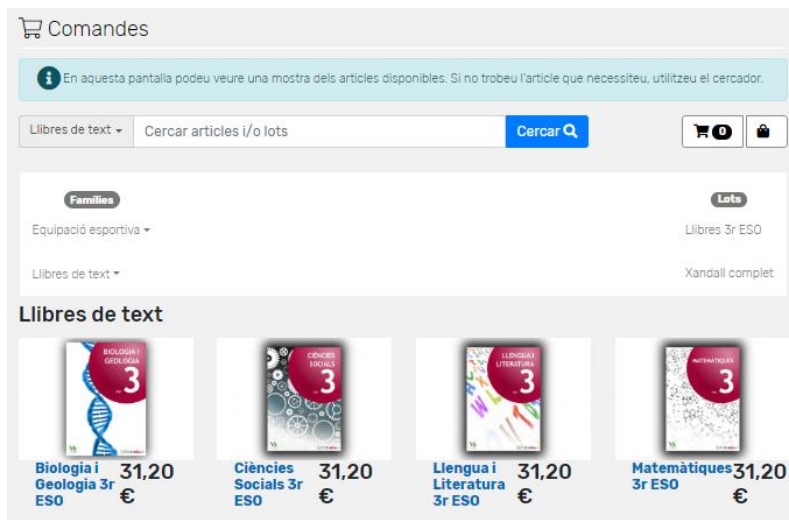 Comandes
En aquesta pantalla podeu veure una mostra dels articles disponibles. Si no trobeu l'article que necessiteu, utilitzeu el cercador.
Llibres de text
Cercar articles i/o lots
Cercar
0
Famílies
Lots
Equipació esportiva
Llibres 3r ESO
Llibres de text
Xandall complet
Llibres de text
BIOLOGIA I
GEOLOGIA
3
CIÈNCIES
SOCIALS
3
LLENGUA I
LITERATURA
3
MATEMÀTIQUES
3
Biologia i
Geologia 3r
ESO
31,20
€
Ciències
Socials 3r
ESO
31,20
€
Llengua i
Literatura
3r ESO
31,20
€
Matemàtiques
3r ESO
31,20
€